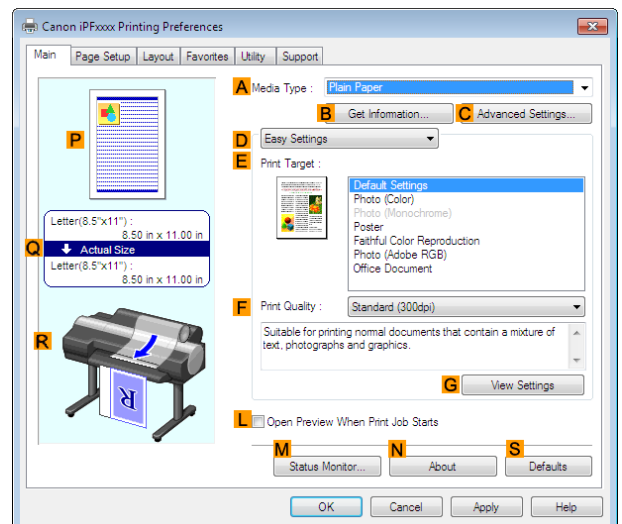 Canon iPFxxxx Printing Preferences
Main Page Setup Layout Favorites Utility Support
A Media Type : Plain Paper
B Get Information... C Advanced Settings...
P
D Easy Settings
E Print Target :
Default Settings
Photo (Color)
Photo (Monochrome)
Poster
Faithful Color Reproduction
Photo (Adobe RGB)
Office Document
Letter(8.5"x11") :
8.50 in x 11.00 in
Q Actual Size
Letter(8.5"x11") :
8.50 in x 11.00 in
F Print Quality : Standard (300dpi)
Suitable for printing normal documents that contain a mixture of
text, photographs and graphics.
R
R
G View Settings
L Open Preview When Print Job Starts
M Status Monitor... N About S Defaults
OK Cancel Apply Help